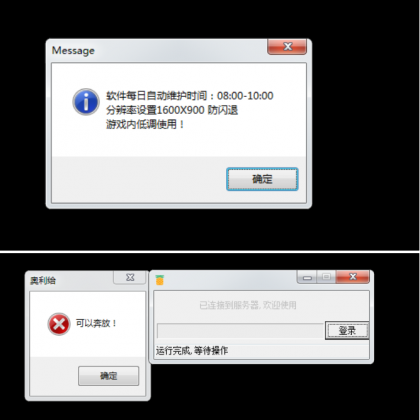 Message
软件每日自动维护时间：08:00-10:00
分辨率设置1600X900 防闪退
游戏内低调使用！
确定
奥利给
可以奔放！
确定
已连接到服务器, 欢迎使用
登录
运行完成, 等待操作